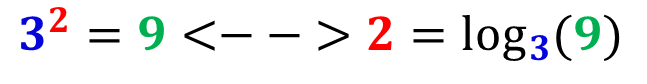 3² = 9 <- - > 2 = log₃(9)